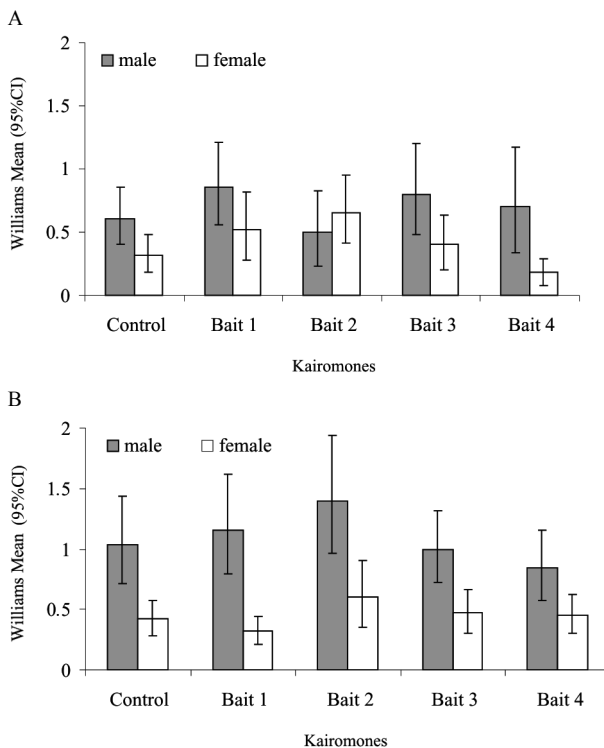 A
Williams Mean (95%CI)
2
1.5
1
0.5
0
male female
Control Bait 1 Bait 2 Bait 3 Bait 4
Kairomones
B
Williams Mean (95%CI)
2
1.5
1
0.5
0
male female
Control Bait 1 Bait 2 Bait 3 Bait 4
Kairomones